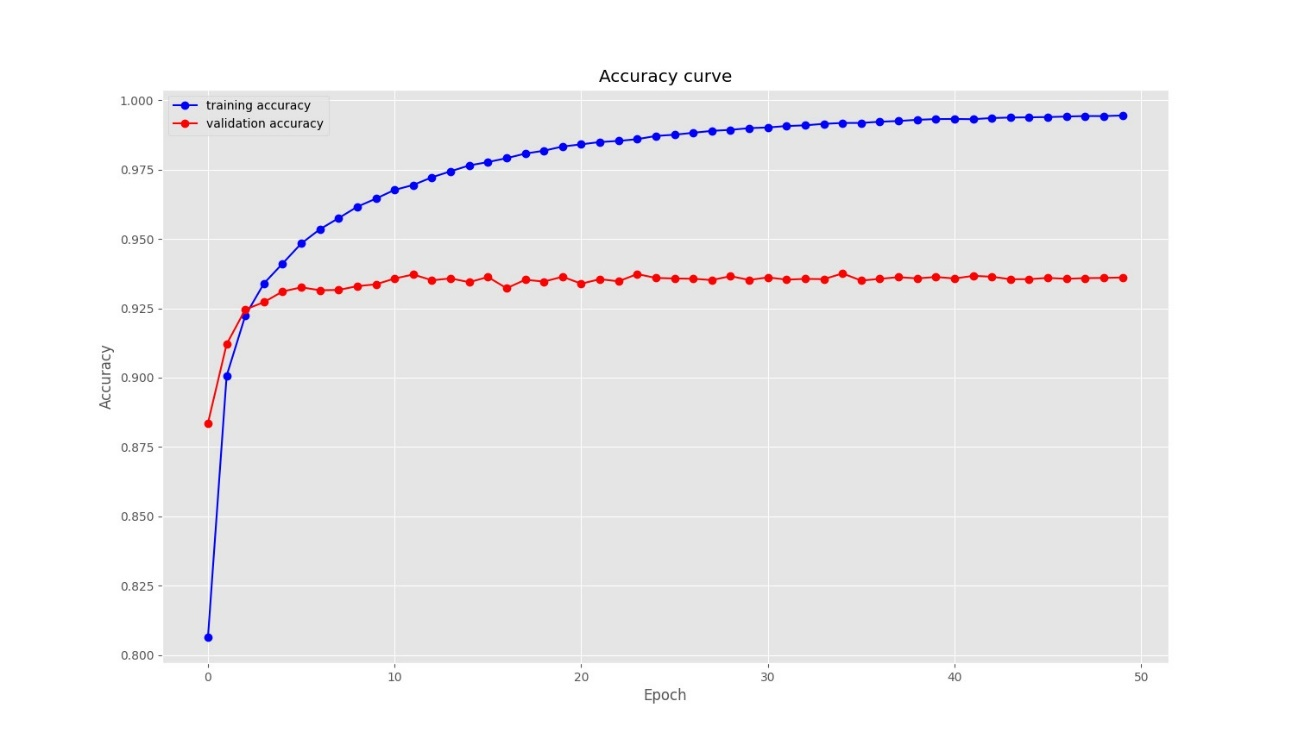 Accuracy curve
training accuracy
validation accuracy
1.000
0.975
0.950
0.925
0.900
0.875
0.850
0.825
0.800
Accuracy
0 10 20 30 40 50
Epoch